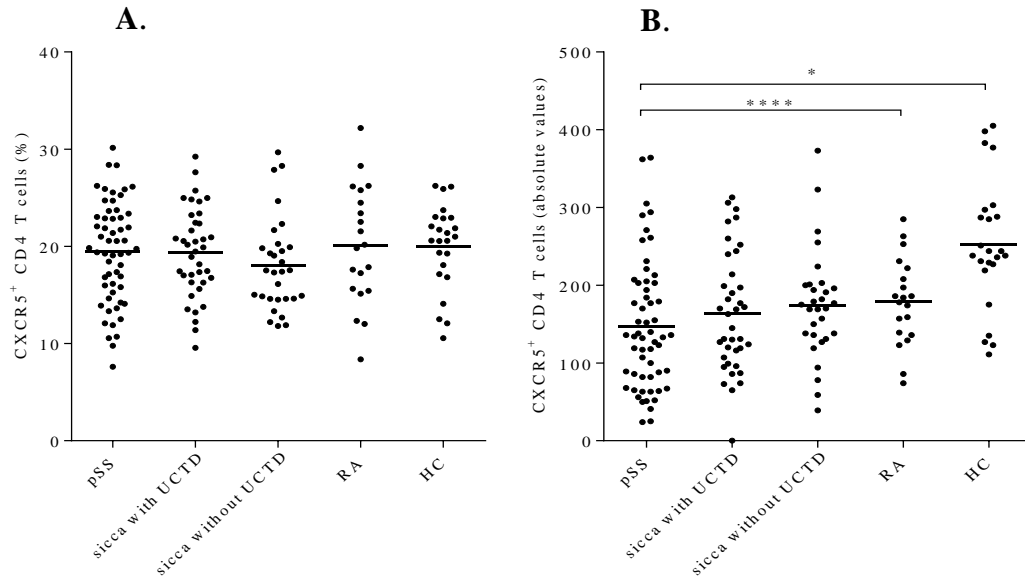 A.
CXCR5+ CD4 T cells (%)
40
30
20
10
0
pSS
sicca with UCTD
sicca without UCTD
RA
HC
B.
CXCR5+ CD4 T cells (absolute values)
500
400
300
200
100
0
*
****
pSS
sicca with UCTD
sicca without UCTD
RA
HC